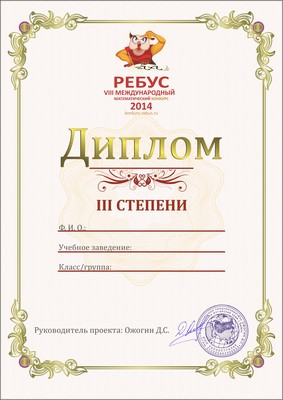 РЕБУС
VIII МЕЖДУНАРОДНЫЙ
МАТЕМАТИЧЕСКИЙ КОНКУРС
2014
Диплом
III СТЕПЕНИ
Ф. И. О.:
Учебное заведение:
Класс/группа:
Руководитель проекта: Ожогин Д.С.